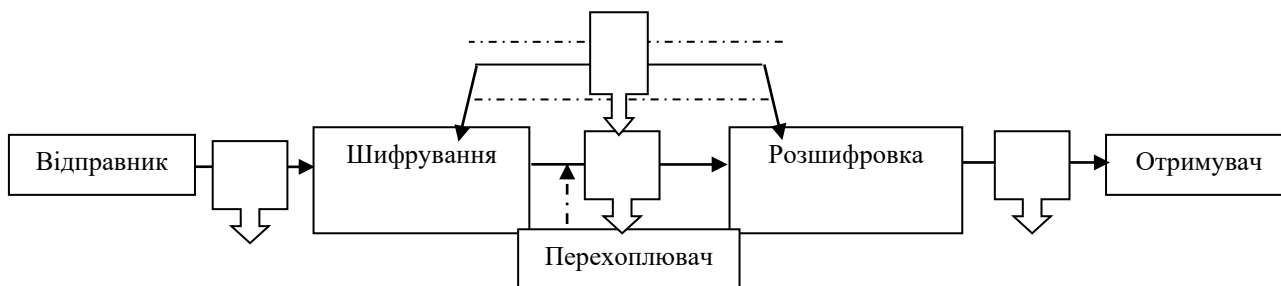 Відправник
Шифрування
Розшифровка
Отримувач
Перехоплювач